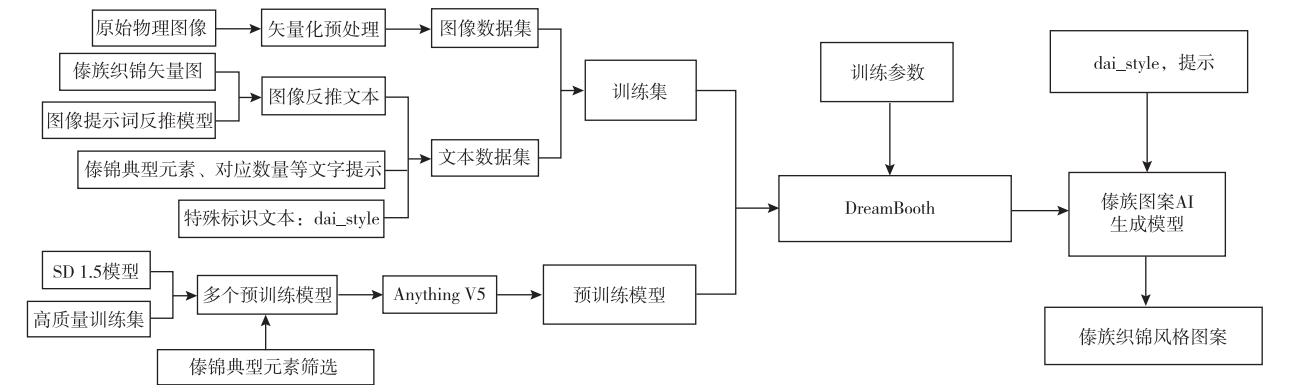 原始物理图像
矢量化预处理
图像数据集
傣族织锦矢量图
图像提示词反推模型
图像反推文本
傣锦典型元素、对应数量等文字提示
特殊标识文本：dai_style
文本数据集
训练集
SD 1.5模型
高质量训练集
多个预训练模型
傣锦典型元素筛选
Anything V5
预训练模型
训练参数
DreamBooth
dai_style，提示
傣族图案AI
生成模型
傣族织锦风格图案